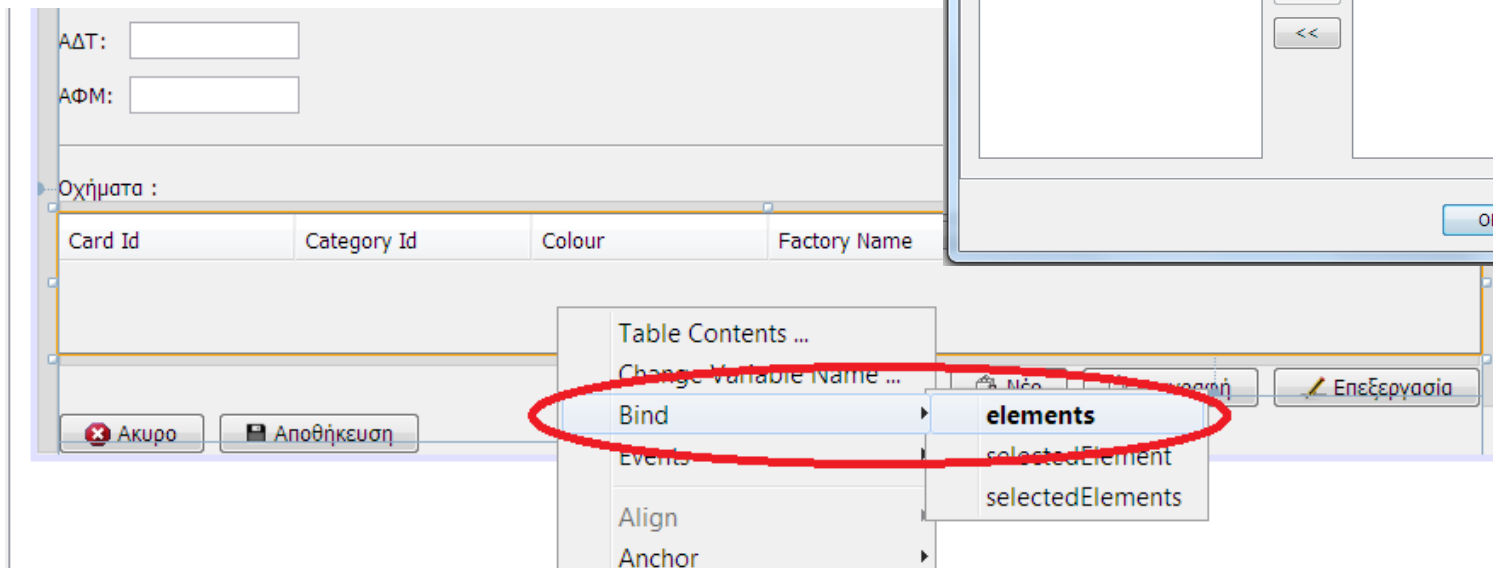 ΑΔΤ:
<<
ΑΦΜ:
Οχήματα :
Card Id Category Id Colour Factory Name
Table Contents ...
Change Variable Name ...
Νέο Επεξεργασία
Bind elements
Ακυρο Αποθήκευση
Events selectedElement
selectedElements
Align
Anchor